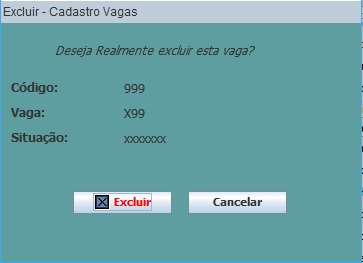 Excluir - Cadastro Vagas
Deseja Realmente excluir esta vaga?
Código: 999
Vaga: X99
Situação: xxxxxxx
Excluir Cancelar